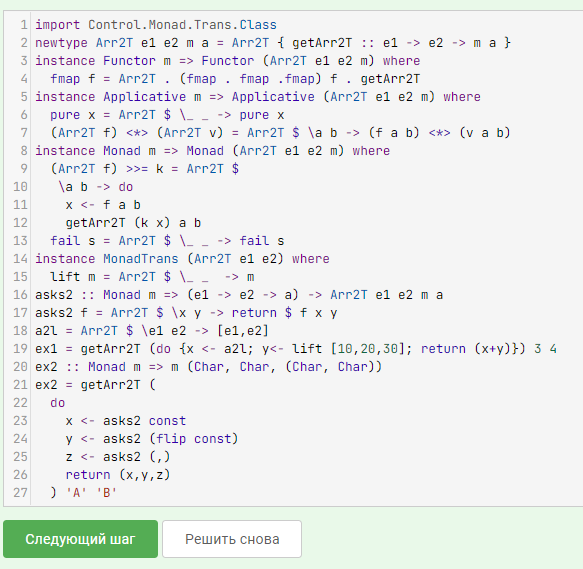 1 import Control.Monad.Trans.Class
2 newtype Arr2T e1 e2 m a = Arr2T { getArr2T :: e1 -> e2 -> m a }
3 instance Functor m => Functor (Arr2T e1 e2 m) where
4   fmap f = Arr2T . (fmap . fmap .fmap) f . getArr2T
5 instance Applicative m => Applicative (Arr2T e1 e2 m) where
6   pure x = Arr2T $ \_ _ -> pure x
7   (Arr2T f) <*> (Arr2T v) = Arr2T $ \a b -> (f a b) <*> (v a b)
8 instance Monad m => Monad (Arr2T e1 e2 m) where
9   (Arr2T f) >>= k = Arr2T $
10    \a b -> do
11     x <- f a b
12     getArr2T (k x) a b
13   fail s = Arr2T $ \_ _ -> fail s
14 instance MonadTrans (Arr2T e1 e2) where
15   lift m = Arr2T $ \_ _  -> m
16 asks2 :: Monad m => (e1 -> e2 -> a) -> Arr2T e1 e2 m a
17 asks2 f = Arr2T $ \x y -> return $ f x y
18 a2l = Arr2T $ \e1 e2 -> [e1,e2]
19 ex1 = getArr2T (do {x <- a2l; y<- lift [10,20,30]; return (x+y)}) 3 4
20 ex2 :: Monad m => m (Char, Char, (Char, Char))
21 ex2 = getArr2T (
22   do
23     x <- asks2 const
24     y <- asks2 (flip const)
25     z <- asks2 (,)
26     return (x,y,z)
27   ) 'A' 'B'
Следующий шаг
Решить снова